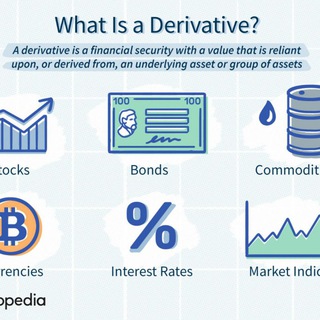 What Is a Derivative?
A derivative is a financial security with a value that is reliant
upon, or derived from, an underlying asset or group of assets
100 100
tocks Bonds Commodit
rencies Interest Rates Market Indic
opedia